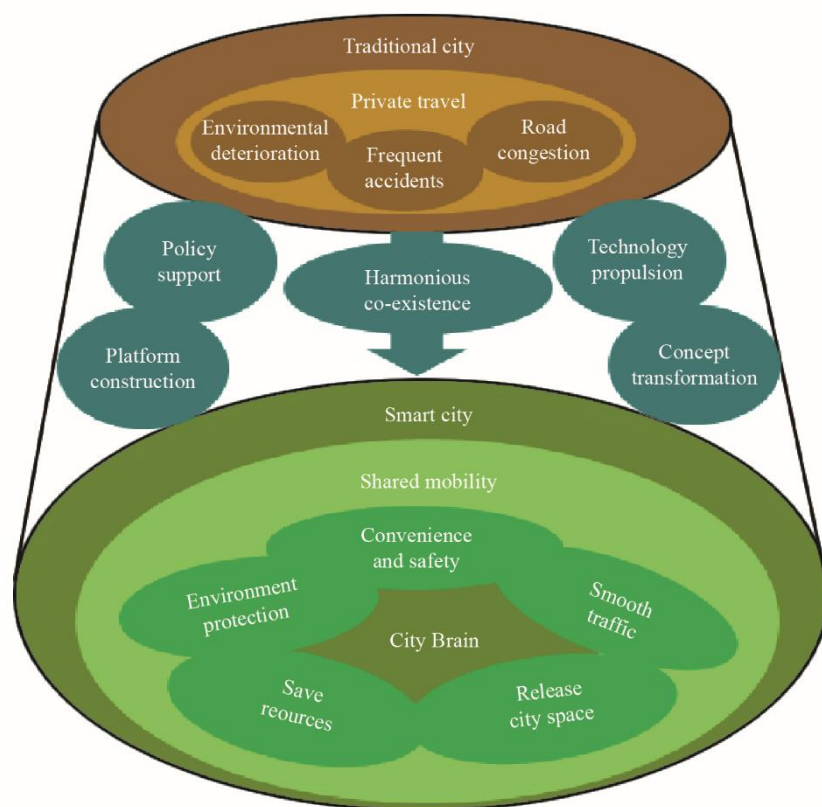 Traditional city
Private travel
Environmental
deterioration
Frequent
accidents
Road
congestion
Policy
support
Harmonious
co-existence
Technology
propulsion
Platform
construction
Concept
transformation
Smart city
Shared mobility
Convenience
and safety
Environment
protection
Smooth
traffic
City Brain
Save
reources
Release
city space